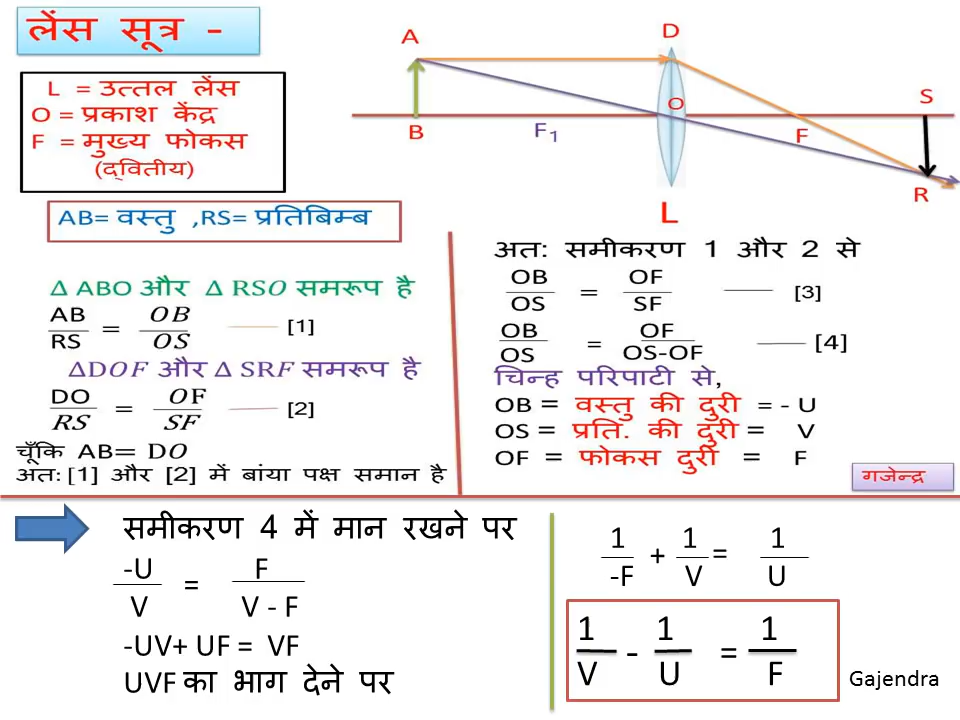 लेंस सूत्र -
A
D
B
F1
O
F
S
R
L
L = उत्तल लेंस
O = प्रकाश केंद्र
F = मुख्य फोकस
(द्वितीय)
AB= वस्तु ,RS= प्रतिबिम्ब
Δ ABO और Δ RSO समरूप है
AB/RS = OB/OS [1]
ΔDOF और Δ SRF समरूप है
DO/RS = OF/SF [2]
चूँकि AB= DO
अतः [1] और [2] में बांया पक्ष समान है
अत: समीकरण 1 और 2 से
OB/OS = OF/SF [3]
OB/OS = OF/OS-OF [4]
चिन्ह परिपाटी से,
OB = वस्तु की दुरी = - U
OS = प्रति. की दुरी = V
OF = फोकस दुरी = F
गजेन्द्र
समीकरण 4 में मान रखने पर
-U/V = F/V - F
-UV+ UF = VF
UVF का भाग देने पर
1/-F + 1/V = 1/U
1/V - 1/U = 1/F
Gajendra